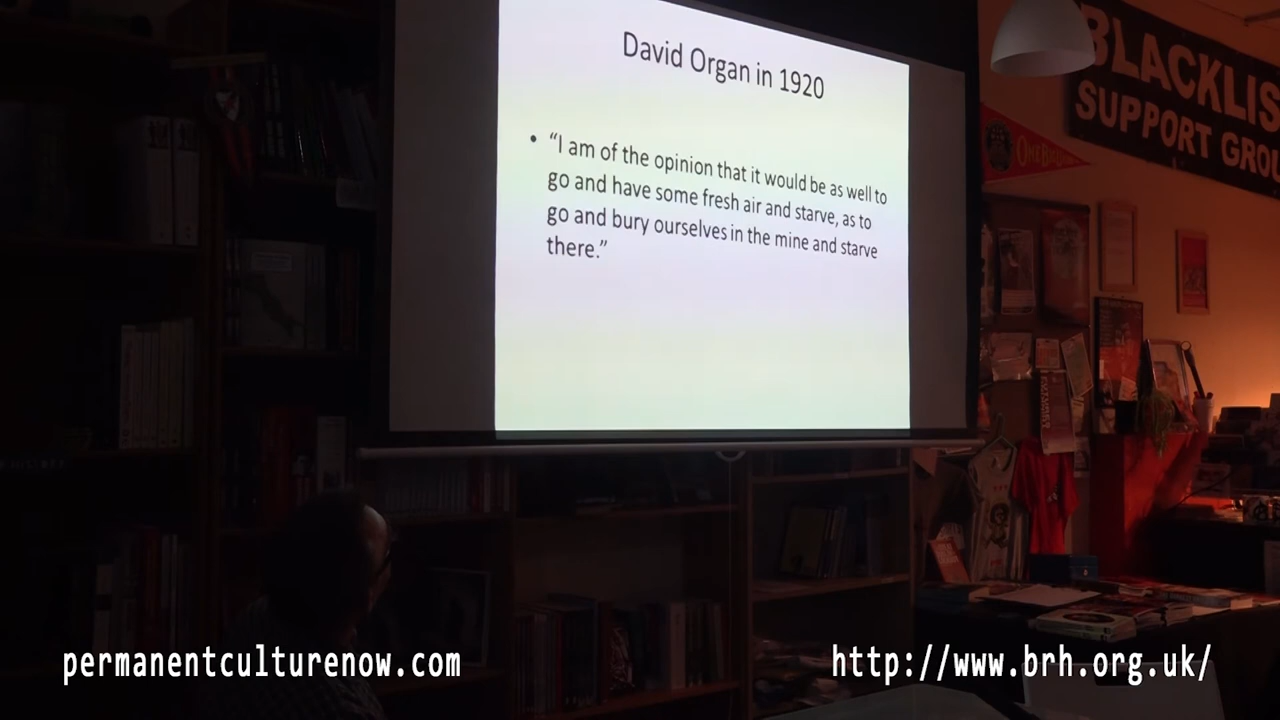 David Organ in 1920
• “I am of the opinion that it would be as well to
go and have some fresh air and starve, as to
go and bury ourselves in the mine and starve
there.”
BLACKLIS
SUPPORT GROU
permanentculturenow.com
http://www.brh.org.uk/